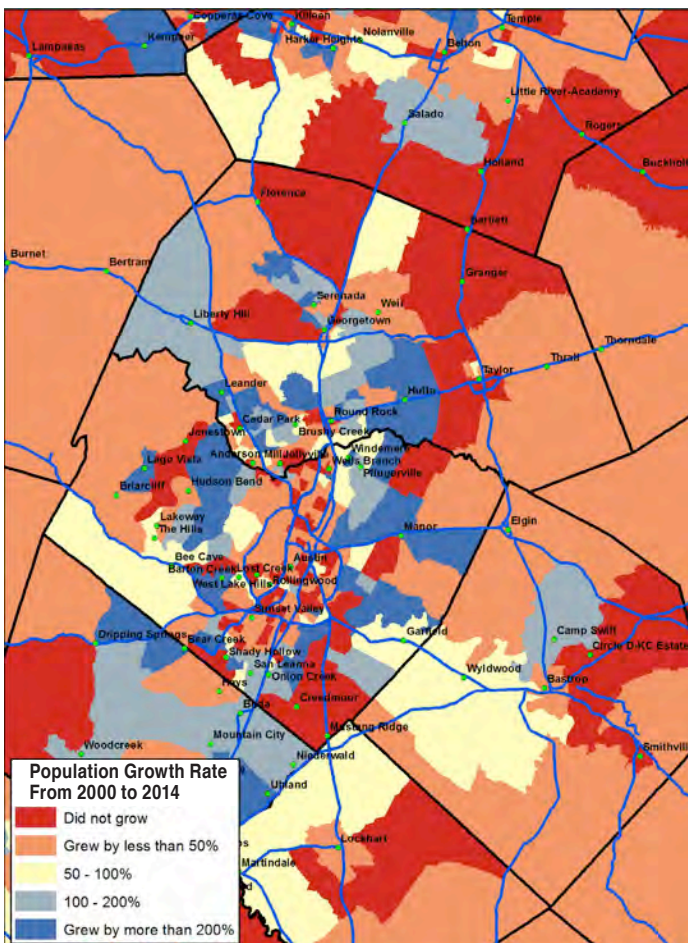 Copperas Cove
Killeen
Temple
Nolanville
Kempner
Harker Heights
Belton
Lampasas
Little River-Academy
Salado
Rogers
Holland
Buckholts
Florence
Bartlett
Burnet
Bertram
Granger
Serenada
Weir
Liberty Hill
Georgetown
Thorndale
Thrall
Taylor
Leander
Hutto
Round Rock
Cedar Park
Brushy Creek
Jonestown
Windemere
Anderson Mill
Jollyville
Wells Branch
Lago Vista
Pflugerville
Hudson Bend
Briarcliff
Lakeway
The Hills
Manor
Elgin
Bee Cave
Austin
Barton Creek
Lost Creek
West Lake Hills
Rollingwood
Sunset Valley
Dripping Springs
Garfield
Camp Swift
Bear Creek
Circle D-KC Estate
Shady Hollow
San Leanna
Wyldwood
Onion Creek
Bastrop
Hays
Creedmoor
Buda
Mustang Ridge
Woodcreek
Mountain City
Smithville
Niederwald
Uhland
Lockhart
Martindale
Population Growth Rate
From 2000 to 2014
Did not grow
Grew by less than 50%
50 - 100%
100 - 200%
Grew by more than 200%